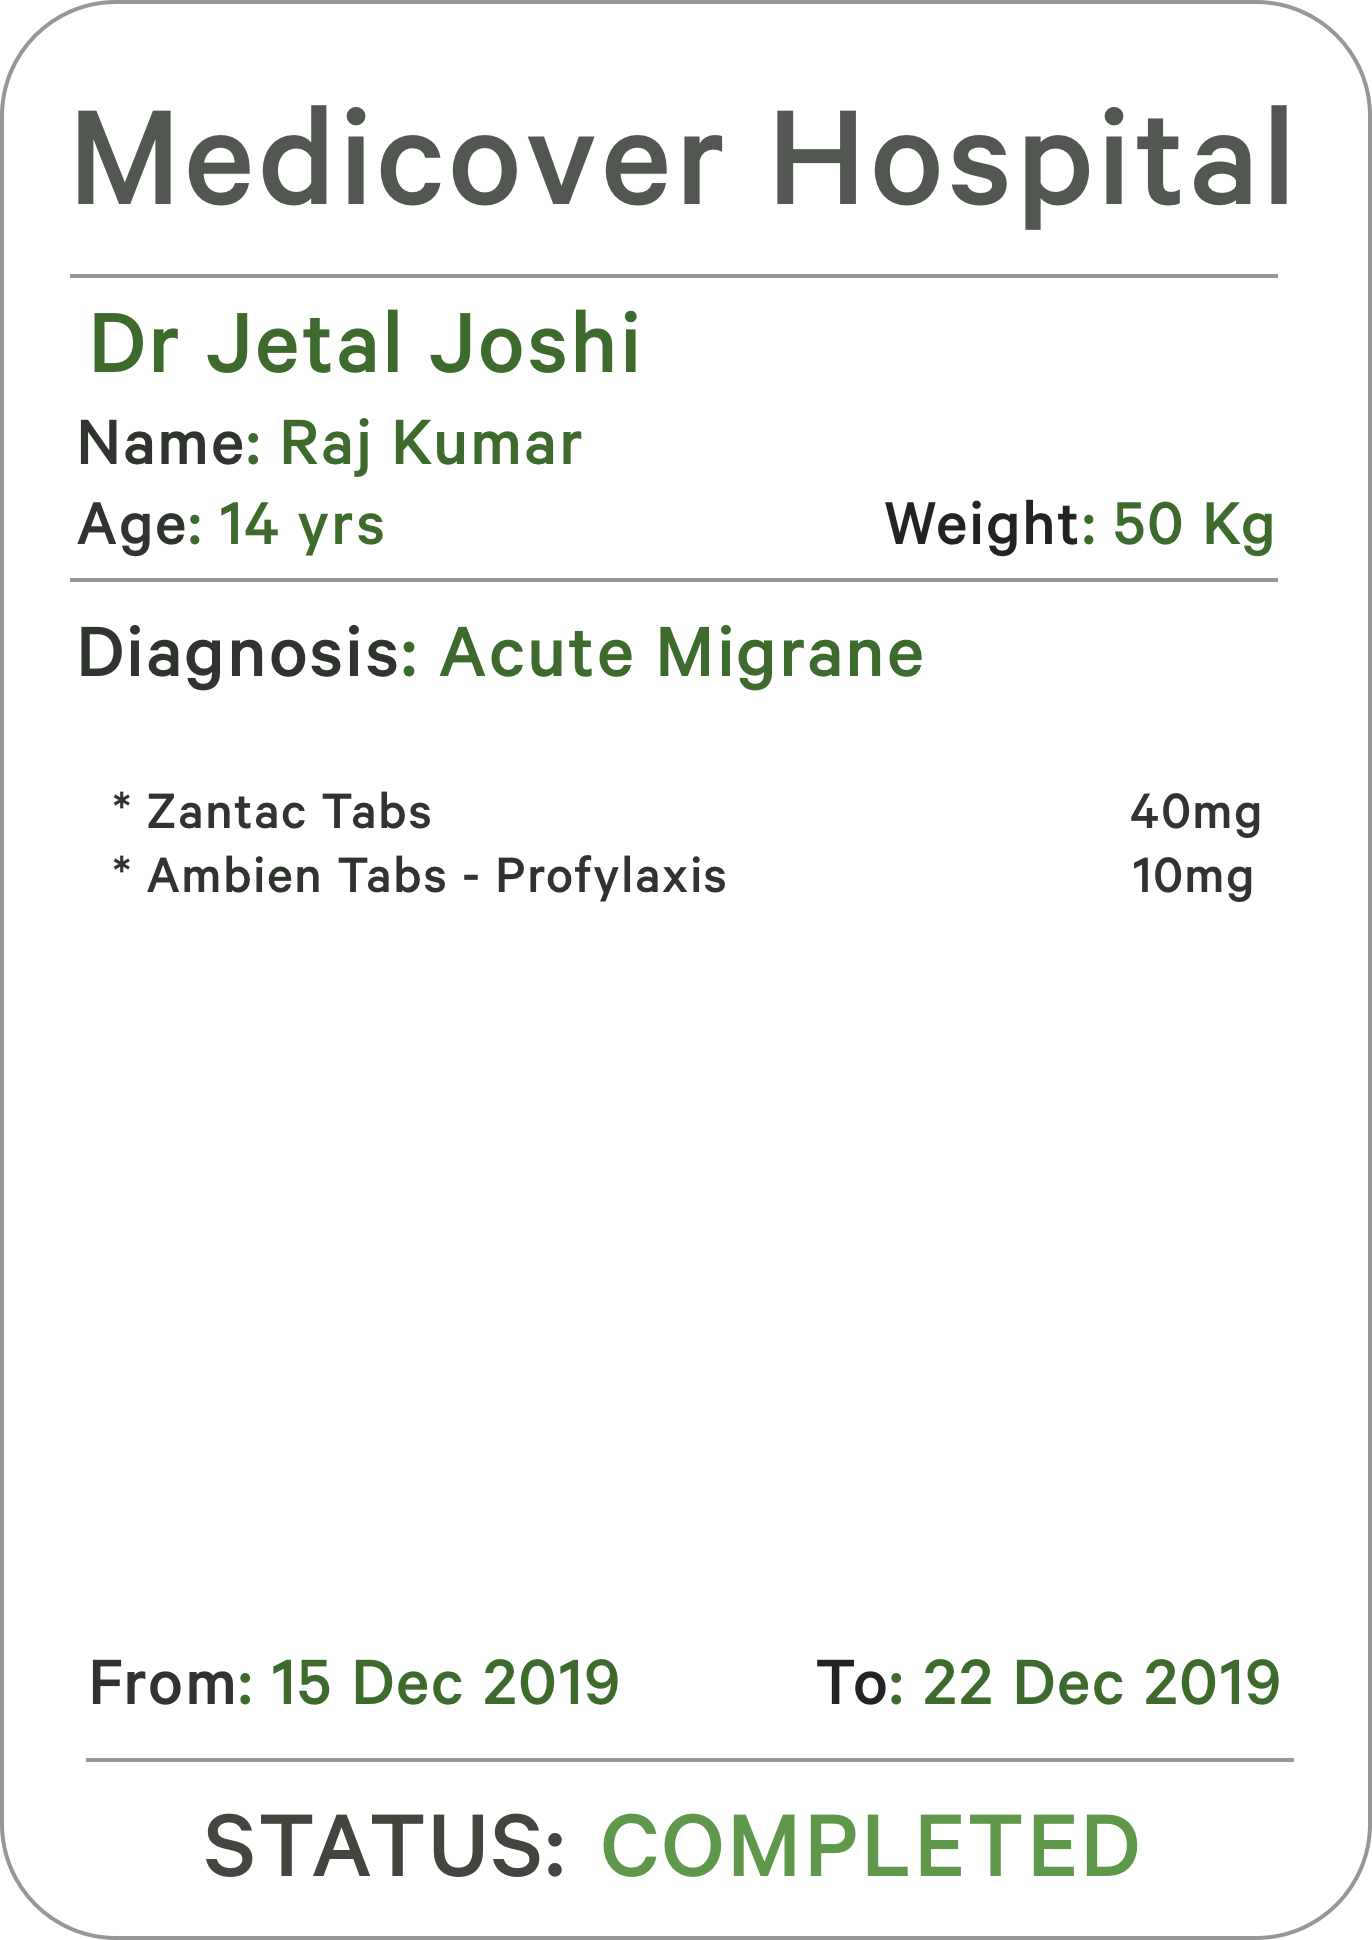 Medicover Hospital
Dr Jetal Joshi
Name: Raj Kumar
Age: 14 yrs Weight: 50 Kg
Diagnosis: Acute Migrane
* Zantac Tabs 40mg
* Ambien Tabs - Profylaxis 10mg
From: 15 Dec 2019 To: 22 Dec 2019
STATUS: COMPLETED